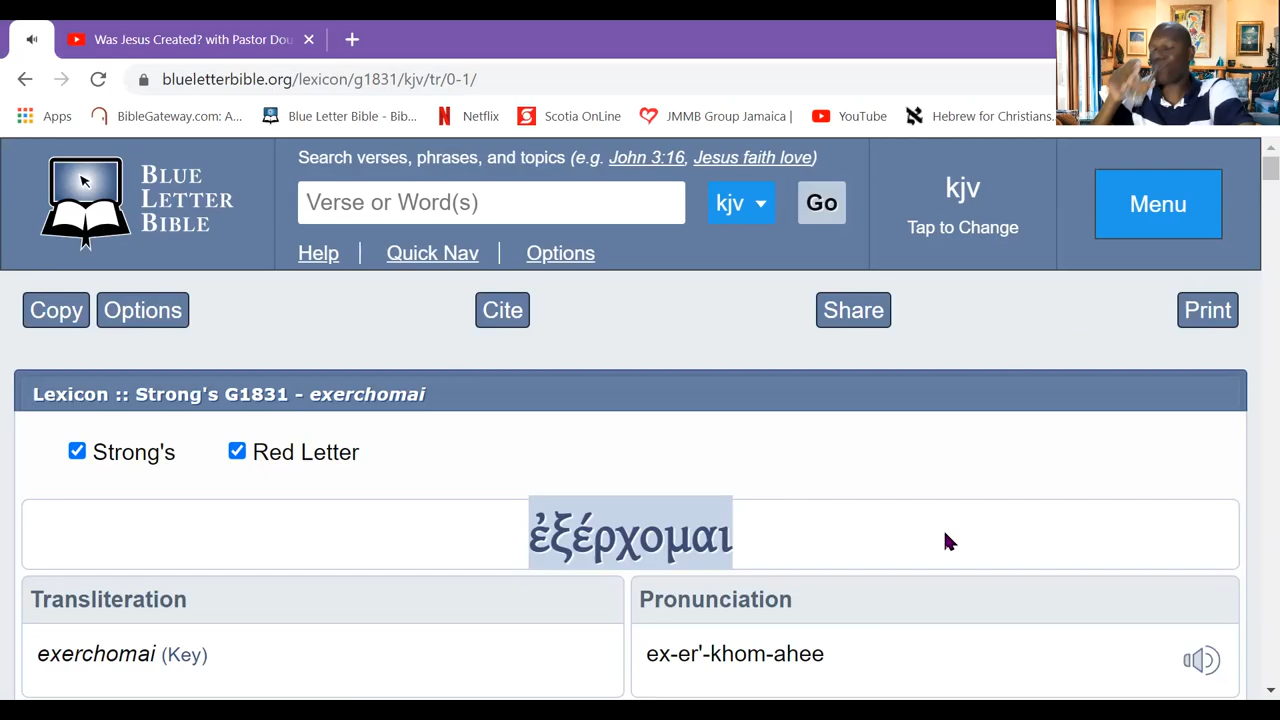 Was Jesus Created? with Pastor Dou
blueletterbible.org/lexicon/g1831/kjv/tr/0-1/
Apps BibleGateway.com: A... Blue Letter Bible - Bib... Netflix Scotia OnLine JMMB Group Jamaica | YouTube Hebrew for Christians.
BLUE
LETTER
BIBLE
Search verses, phrases, and topics (e.g. John 3:16, Jesus faith love)
Verse or Word(s) kjv Go
Help Quick Nav Options
kjv
Tap to Change
Menu
Copy Options Cite Share Print
Lexicon :: Strong's G1831 - exerchomai
Strong's Red Letter
ἐξέρχομαι
Transliteration Pronunciation
exerchomai (Key) ex-er'-khom-ahee